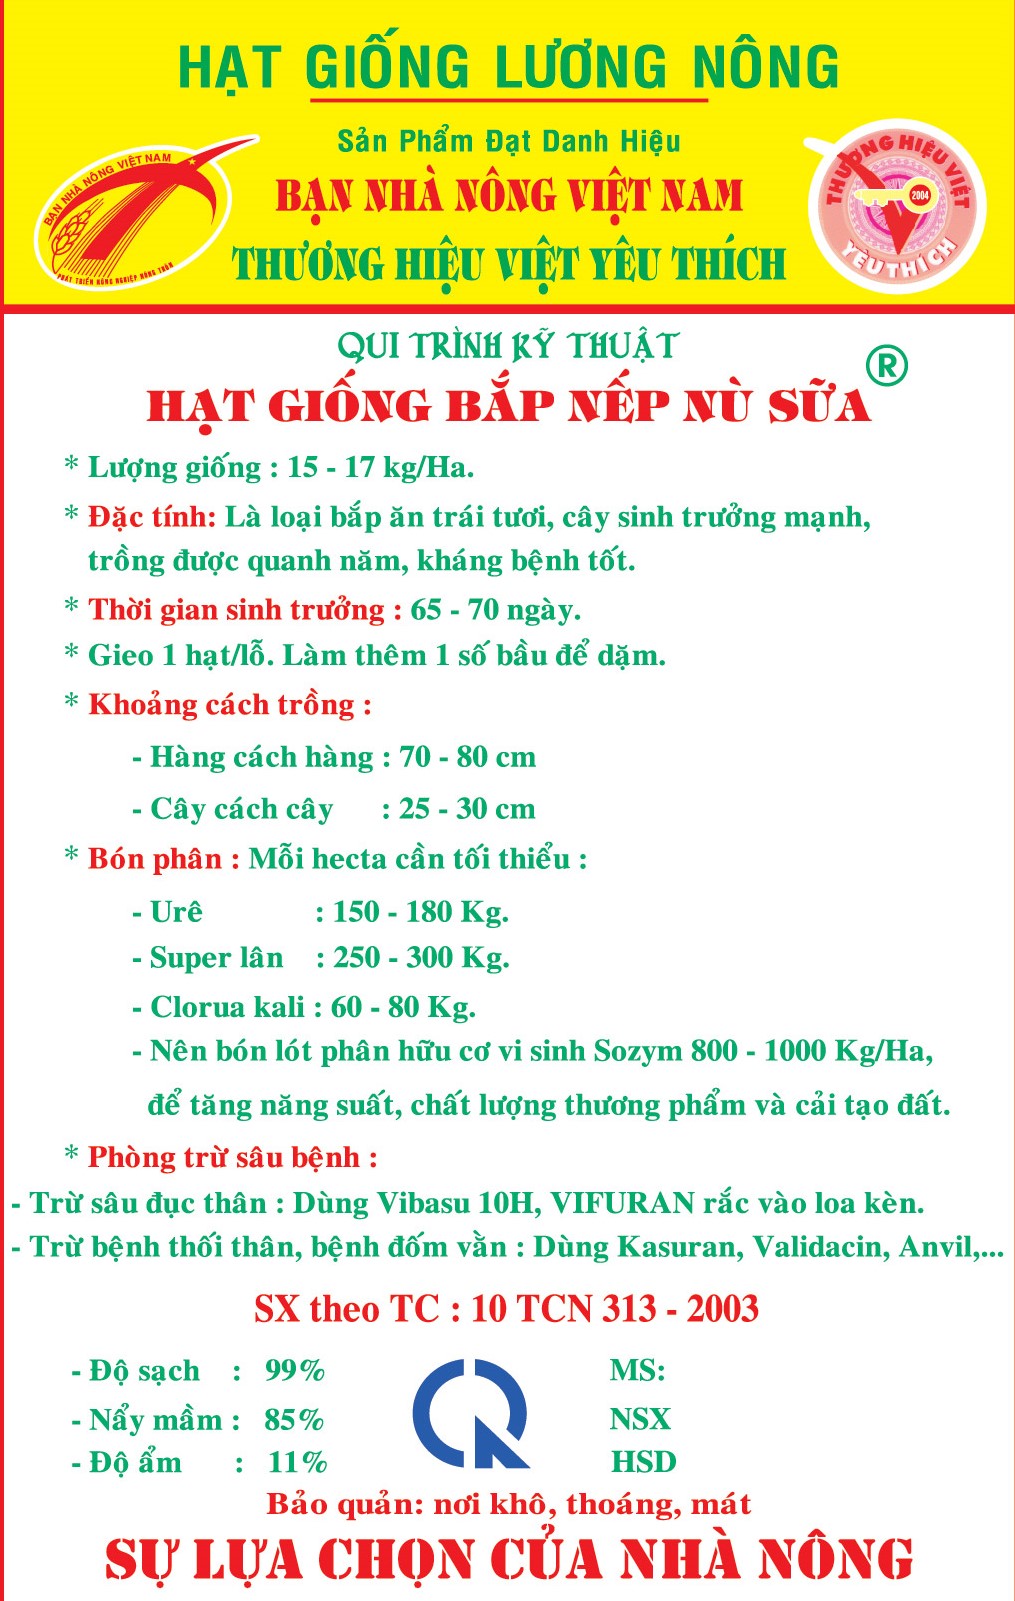 HẠT GIỐNG LƯƠNG NÔNG
Sản Phẩm Đạt Danh Hiệu
BẠN NHÀ NÔNG VIỆT NAM
THƯƠNG HIỆU VIỆT YÊU THÍCH
BẠN NHÀ NÔNG VIỆT NAM
PHÁT TRIỂN NÔNG NGHIỆP NÔNG THÔN
THƯƠNG HIỆU VIỆT
2004
YÊU THÍCH
QUI TRÌNH KỸ THUẬT
HẠT GIỐNG BẮP NẾP NÙ SỮA ®
* Lượng giống : 15 - 17 kg/Ha.
* Đặc tính: Là loại bắp ăn trái tươi, cây sinh trưởng mạnh,
trồng được quanh năm, kháng bệnh tốt.
* Thời gian sinh trưởng : 65 - 70 ngày.
* Gieo 1 hạt/lỗ. Làm thêm 1 số bầu để dặm.
* Khoảng cách trồng :
- Hàng cách hàng : 70 - 80 cm
- Cây cách cây : 25 - 30 cm
* Bón phân : Mỗi hecta cần tối thiểu :
- Urê : 150 - 180 Kg.
- Super lân : 250 - 300 Kg.
- Clorua kali : 60 - 80 Kg.
- Nên bón lót phân hữu cơ vi sinh Sozym 800 - 1000 Kg/Ha,
để tăng năng suất, chất lượng thương phẩm và cải tạo đất.
* Phòng trừ sâu bệnh :
- Trừ sâu đục thân : Dùng Vibasu 10H, VIFURAN rắc vào loa kèn.
- Trừ bệnh thối thân, bệnh đốm vằn : Dùng Kasuran, Validacin, Anvil,...
SX theo TC : 10 TCN 313 - 2003
- Độ sạch : 99% MS:
- Nẩy mầm : 85% NSX
- Độ ẩm : 11% HSD
Bảo quản: nơi khô, thoáng, mát
SỰ LỰA CHỌN CỦA NHÀ NÔNG